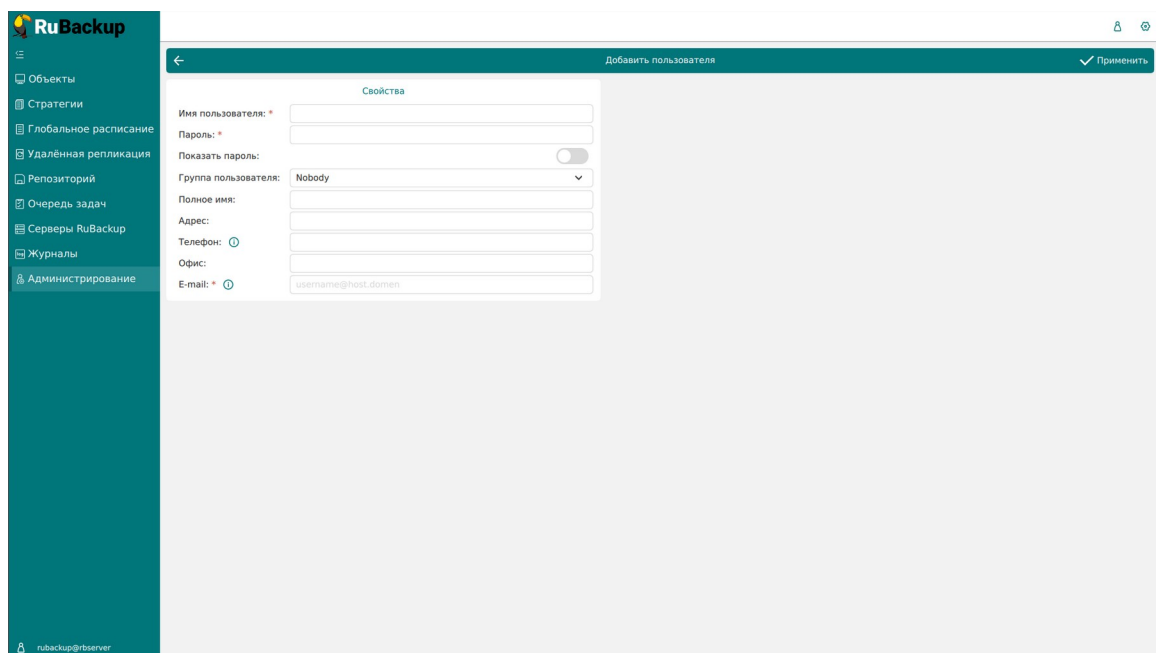 RuBackup
Объекты
Стратегии
Глобальное расписание
Удалённая репликация
Репозиторий
Очередь задач
Серверы RuBackup
Журналы
Администрирование
rubackup@rbserver
Добавить пользователя
Применить
Свойства
Имя пользователя: *
Пароль: *
Показать пароль:
Группа пользователя: Nobody
Полное имя:
Адрес:
Телефон:
Офис:
E-mail: * username@host.domen